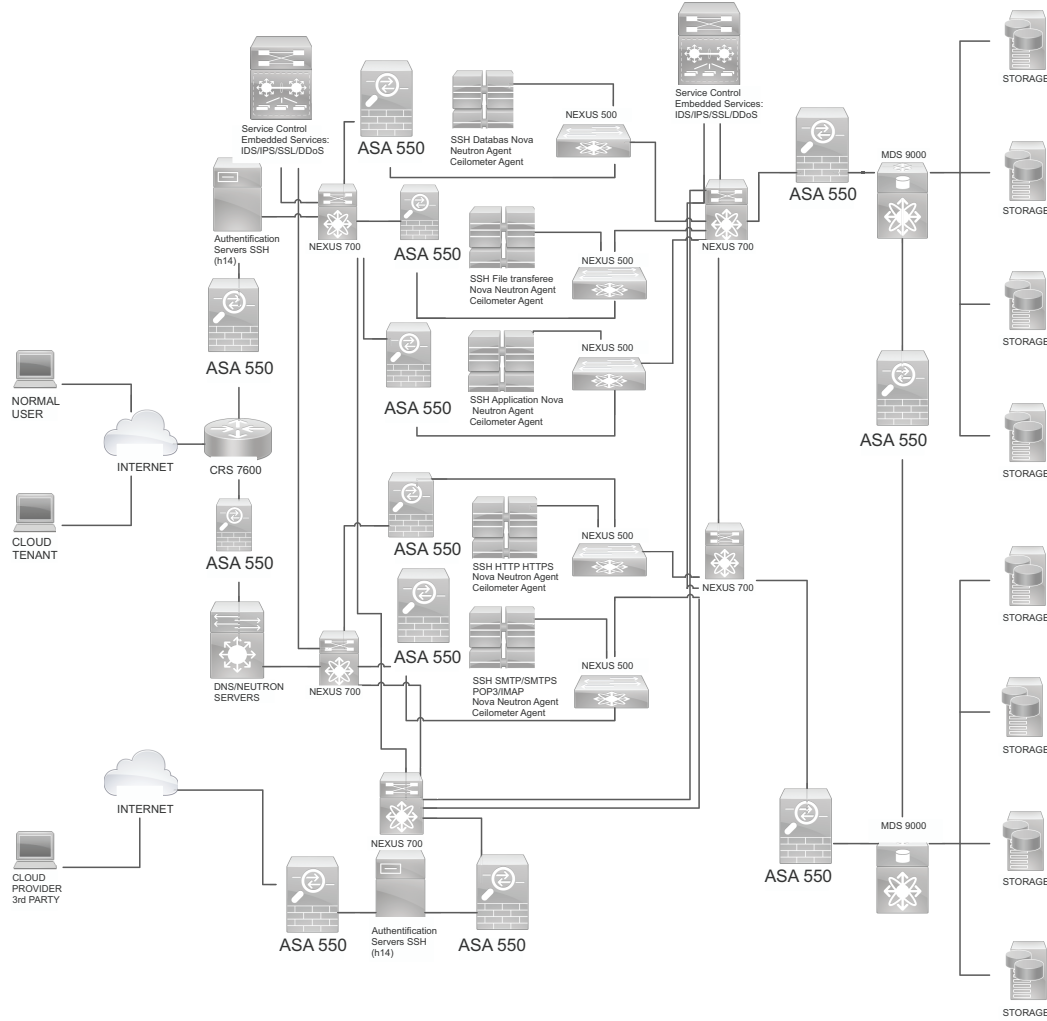 STORAGE
Service Control
Embedded Services:
IDS/IPS/SSL/DDoS
Service Control
Embedded Services:
IDS/IPS/SSL/DDoS
ASA 550
SSH Databas Nova
Neutron Agent
Ceilometer Agent
NEXUS 500
ASA 550
MDS 9000
STORAGE
Authentification
Servers SSH
(h14)
NEXUS 700
ASA 550
SSH File transferee
Nova Neutron Agent
Ceilometer Agent
NEXUS 500
NEXUS 700
STORAGE
ASA 550
NORMAL
USER
ASA 550
SSH Application Nova
Neutron Agent
Ceilometer Agent
NEXUS 500
ASA 550
STORAGE
INTERNET
CRS 7600
CLOUD
TENANT
ASA 550
ASA 550
SSH HTTP HTTPS
Nova Neutron Agent
Ceilometer Agent
NEXUS 500
NEXUS 700
STORAGE
DNS/NEUTRON
SERVERS
NEXUS 700
ASA 550
SSH SMTP/SMTPS
POP3/IMAP
Nova Neutron Agent
Ceilometer Agent
NEXUS 500
STORAGE
INTERNET
NEXUS 700
ASA 550
MDS 9000
STORAGE
CLOUD
PROVIDER
3rd PARTY
ASA 550
Authentification
Servers SSH
(h14)
ASA 550
STORAGE